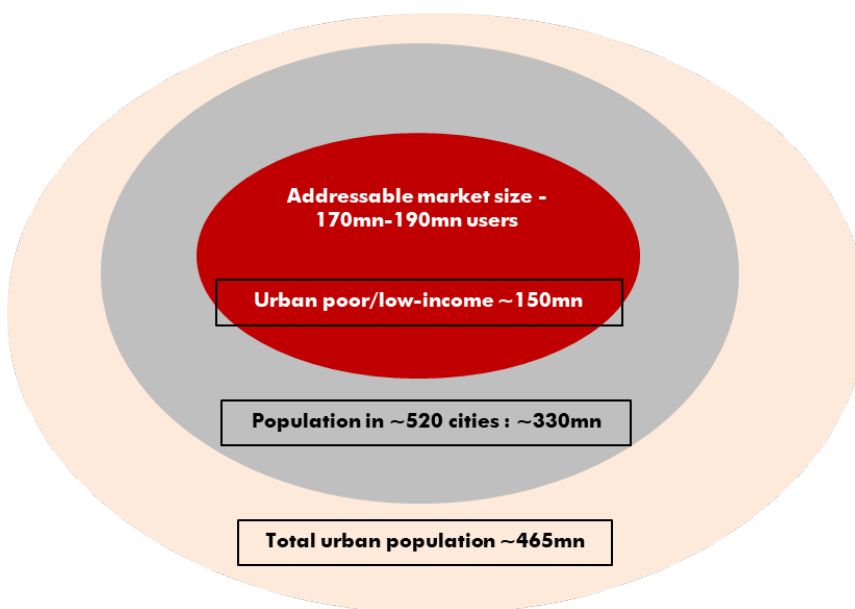 Addressable market size -
170mn-190mn users
Urban poor/low-income ~150mn
Population in ~520 cities : ~330mn
Total urban population ~465mn